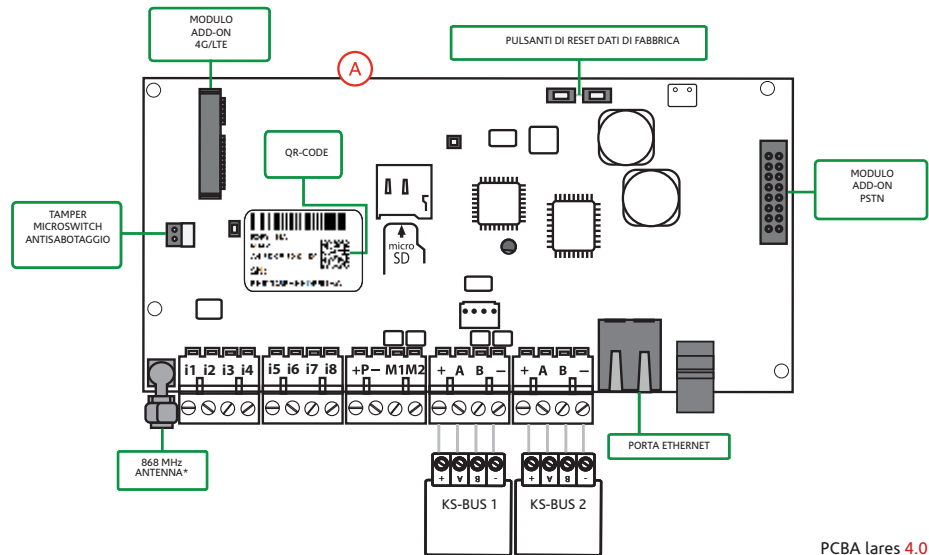 MODULO
ADD-ON
4G/LTE
PULSANTI DI RESET DATI DI FABBRICA
A
QR-CODE
MODULO
ADD-ON
PSTN
TAMPER
MICROSWITCH
ANTISABOTAGGIO
micro
SD
i1 i2 i3 i4
i5 i6 i7 i8
+P− M1M2
+ A B −
+ A B −
868 MHz
ANTENNA*
PORTA ETHERNET
+ A B -
+ A B -
KS-BUS 1
KS-BUS 2
PCBA lares 4.0